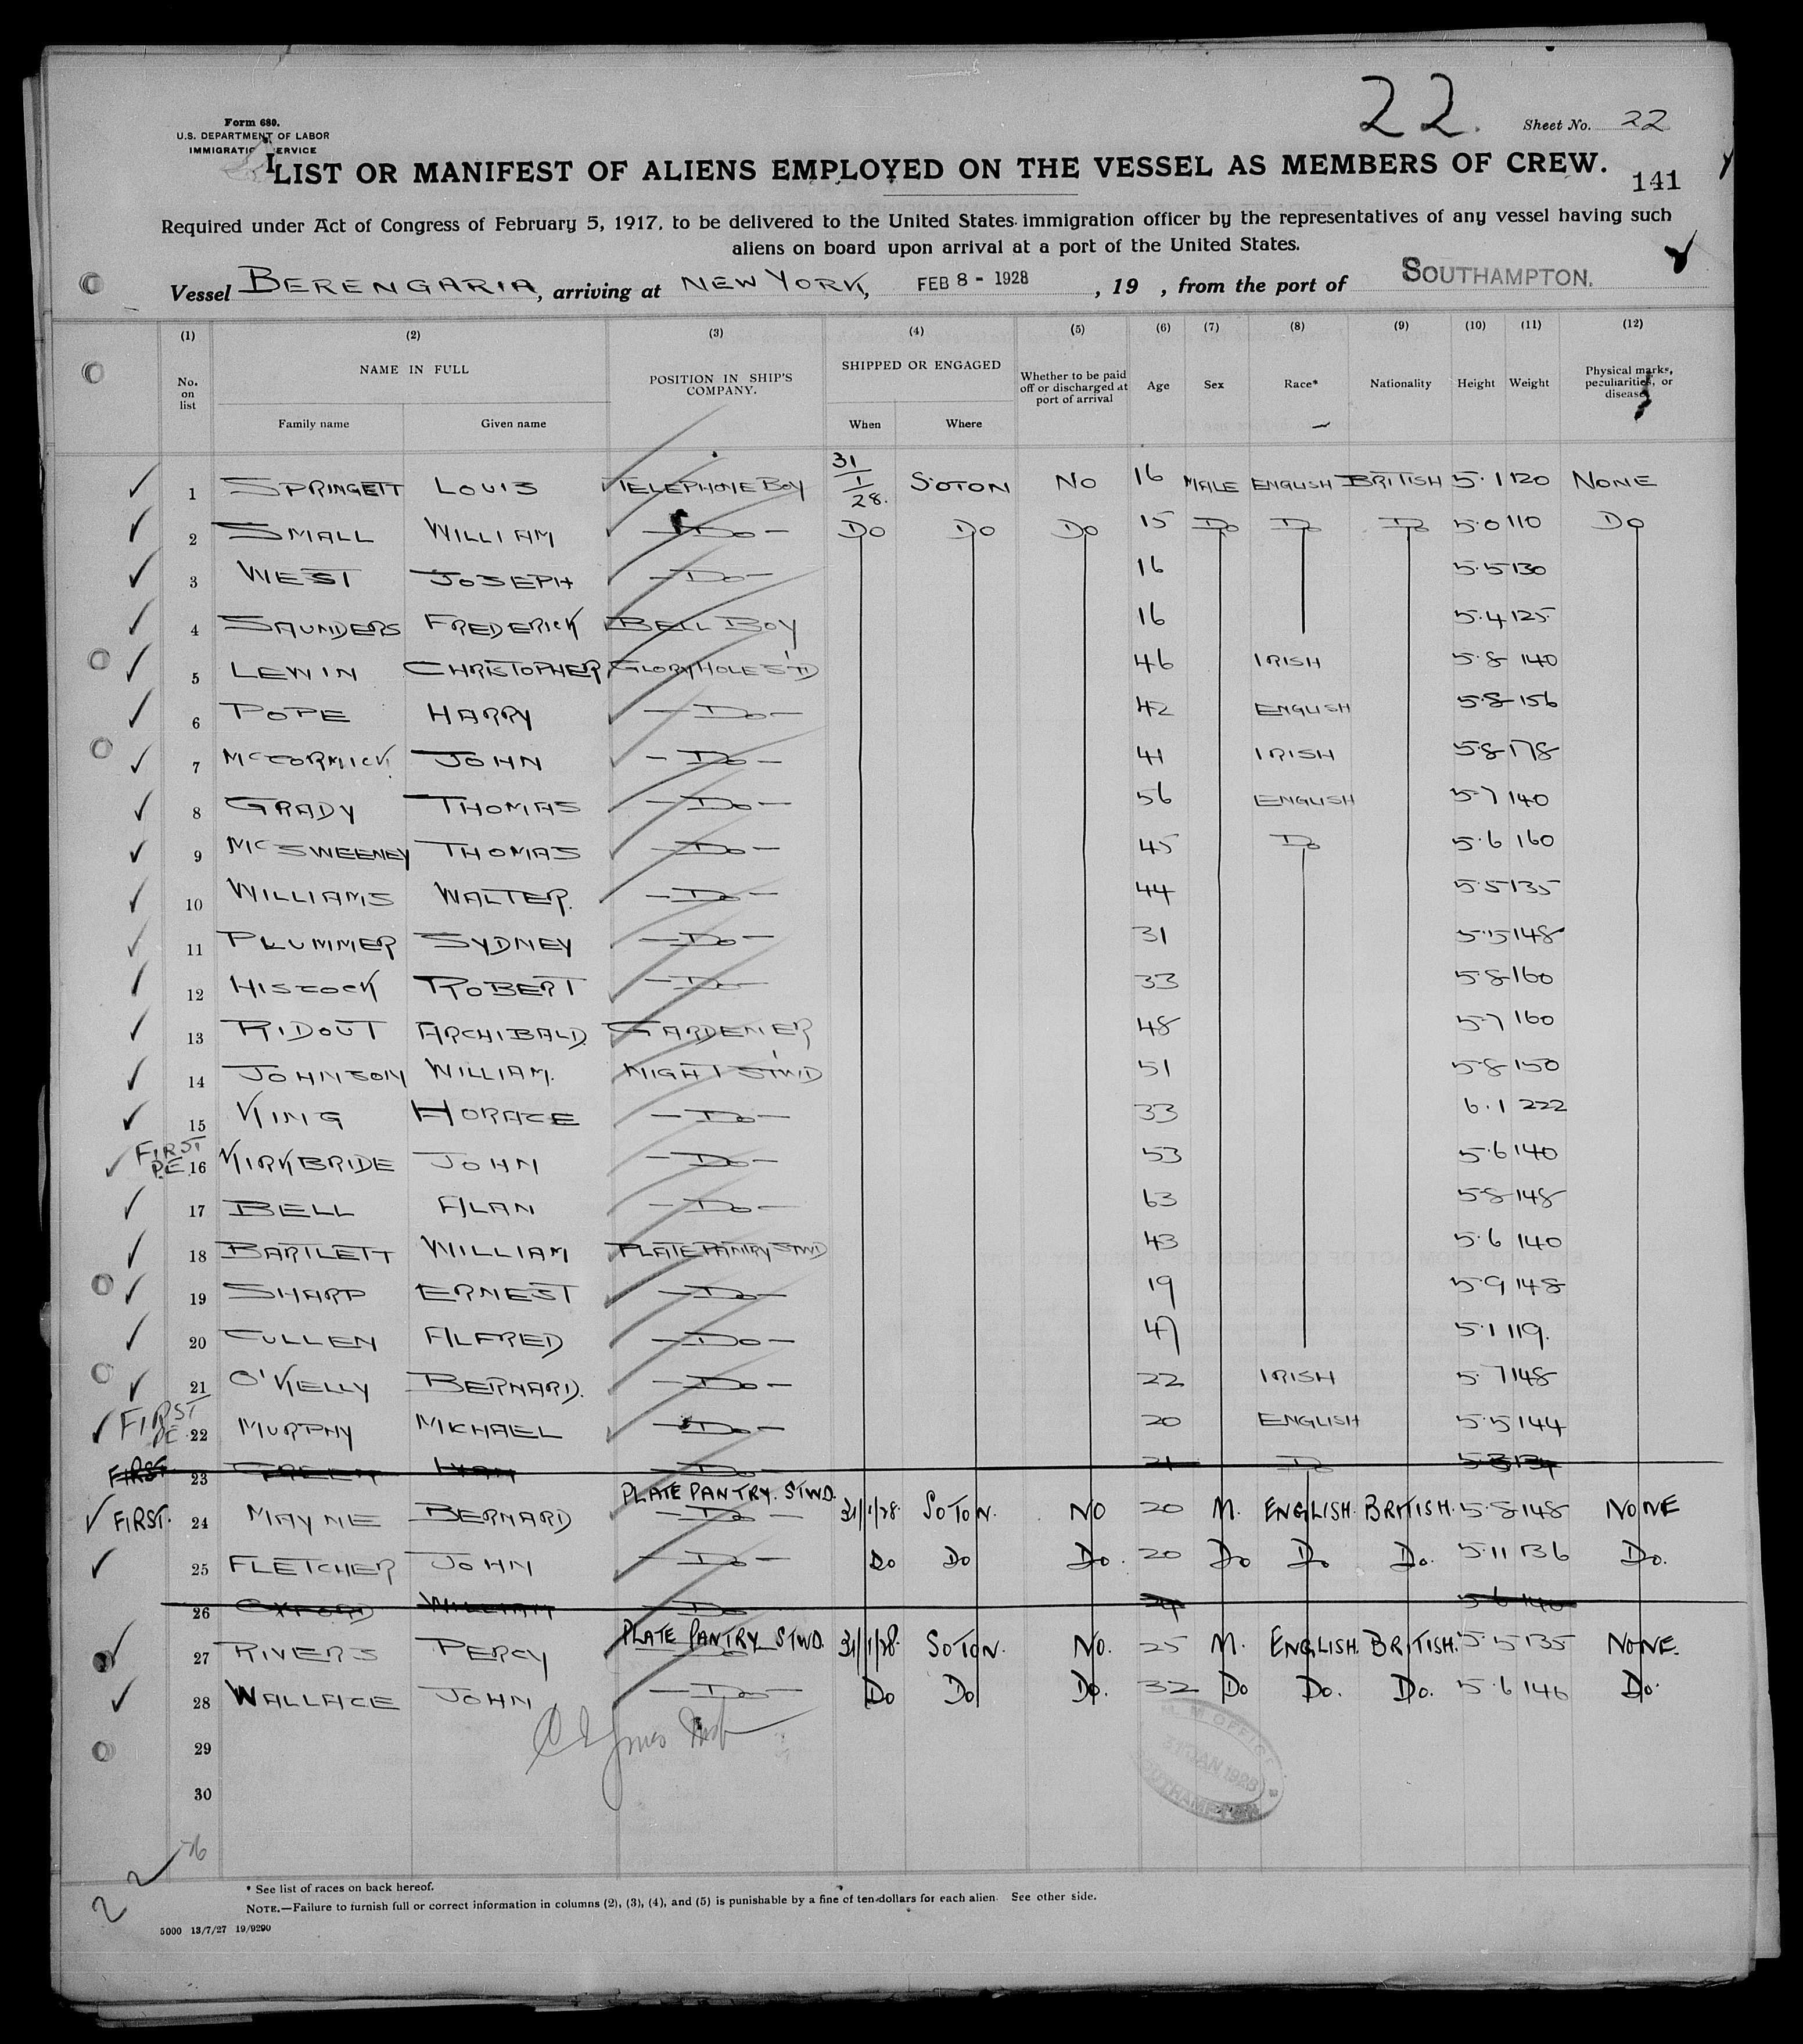 22.
Form 680.
Sheet No. 22
U.S. DEPARTMENT OF LABOR
IMMIGRATION SERVICE
LIST OR MANIFEST OF ALIENS EMPLOYED ON THE VESSEL AS MEMBERS OF CREW.
141
Required under Act of Congress of February 5, 1917, to be delivered to the United States immigration officer by the representatives of any vessel having such
aliens on board upon arrival at a port of the United States.
Vessel BERENGARIA, arriving at NEW YORK, FEB 8 - 1928, 19 , from the port of SOUTHAMPTON.
(1) (2) (3) (4) (5) (6) (7) (8) (9) (10) (11) (12)
No. on list NAME IN FULL POSITION IN SHIP'S COMPANY. SHIPPED OR ENGAGED Whether to be paid off or discharged at port of arrival Age Sex Race* Nationality Height Weight Physical marks, peculiarities, or disease
Family name Given name When Where
1 SPRINGETT LOUIS TELEPHONE BOY 31/1/28. S'OTON NO 16 MALE ENGLISH BRITISH 5.1 120 NONE
2 SMALL WILLIAM — Do — Do Do Do 15 Do Do Do 5.0 110 Do
3 WEST JOSEPH — Do — 16 5.5 130
4 SAUNDERS FREDERICK BELL BOY 16 5.4 125
5 LEWIN CHRISTOPHER GLORY HOLE ST'D 46 IRISH 5.8 140
6 POPE HARRY — Do — 42 ENGLISH 5.8 156
7 McCORMICK JOHN — Do — 41 IRISH 5.8 178
8 GRADY THOMAS — Do — 56 ENGLISH 5.7 140
9 McSWEENEY THOMAS — Do — 45 Do 5.6 160
10 WILLIAMS WALTER. — Do — 44 5.5 135
11 PLUMMER SYDNEY — Do — 31 5.5 148
12 HISCOCK ROBERT — Do — 33 5.8 160
13 RIDOUT ARCHIBALD. GARDENER 48 5.7 160
14 JOHNSON WILLIAM. NIGHT ST'WD 51 5.8 150
15 KING HORACE — Do — 33 6.1 222
FIRST P.E. 16 KIRKBRIDE JOHN — Do — 53 5.6 140
17 BELL ALAN — Do — 63 5.8 148
18 BARTLETT WILLIAM PLATE PANTRY STWD 43 5.6 140
19 SHARP ERNEST — Do — 19 5.9 148
20 CULLEN ALFRED — Do — 47 5.1 119.
21 O'KELLY BERNARD. — Do — 22 IRISH 5.7 148
FIRST PE 22 MURPHY MICHAEL — Do — 20 ENGLISH 5.5 144
FIRST 23 — Do — 21 Do
PLATE PANTRY. STWD.
FIRST. 24 MAYNE BERNARD — Do — 31/1/28. SOTON. NO 20 M. ENGLISH. BRITISH. 5.8 148 NONE
25 FLETCHER JOHN — Do — Do Do Do. 20 Do Do Do. 5.11 136 Do.
26 OXFORD WILLIAM — Do — 5.6 140
PLATE PANTRY STWD.
27 RIVERS PERCY 31/1/28. SOTON. NO. 25 M. ENGLISH. BRITISH. 5.5 135 NONE.
28 WALLACE JOHN — Do — Do Do Do. 32 Do Do. Do. 5.6 146 Do.
29
30
31 JAN 1928
SOUTHAMPTON
26
2
* See list of races on back hereof.
NOTE.—Failure to furnish full or correct information in columns (2), (3), (4), and (5) is punishable by a fine of ten dollars for each alien. See other side.
5000 13/7/27 19/9290